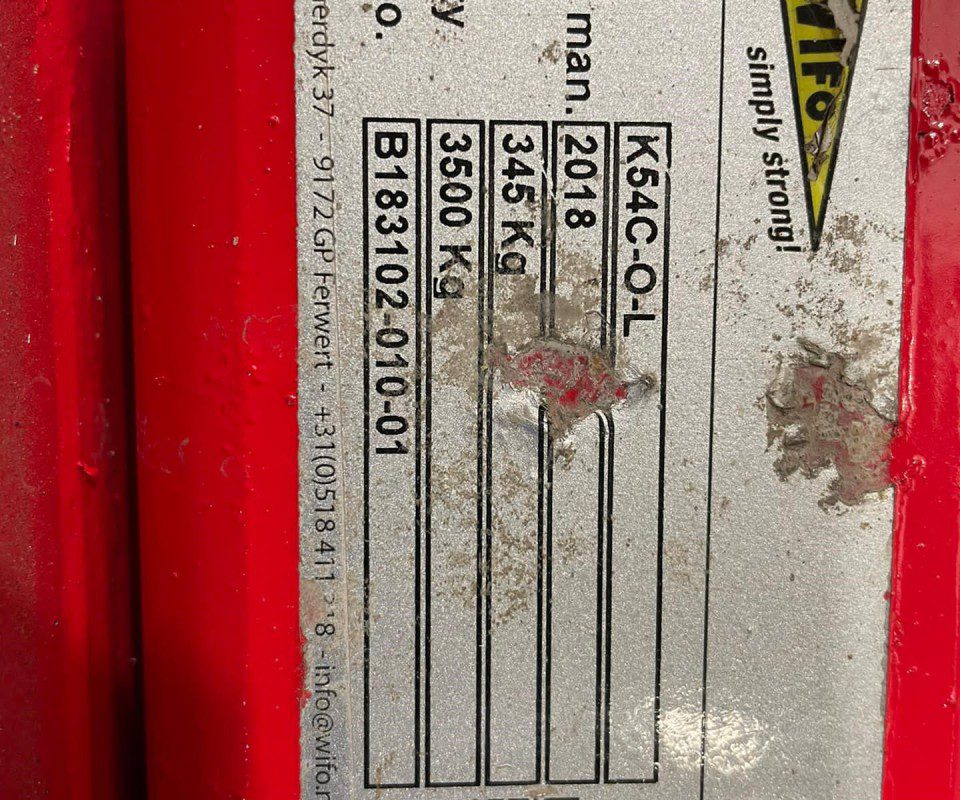 WIFO
simply strong!
K54C-O-L
man. 2018
345 Kg
y 3500 Kg
o. B183102-010-01
erdyk 37 - 9172 GP Ferwert - +31(0)518 411 - info@wifo.n